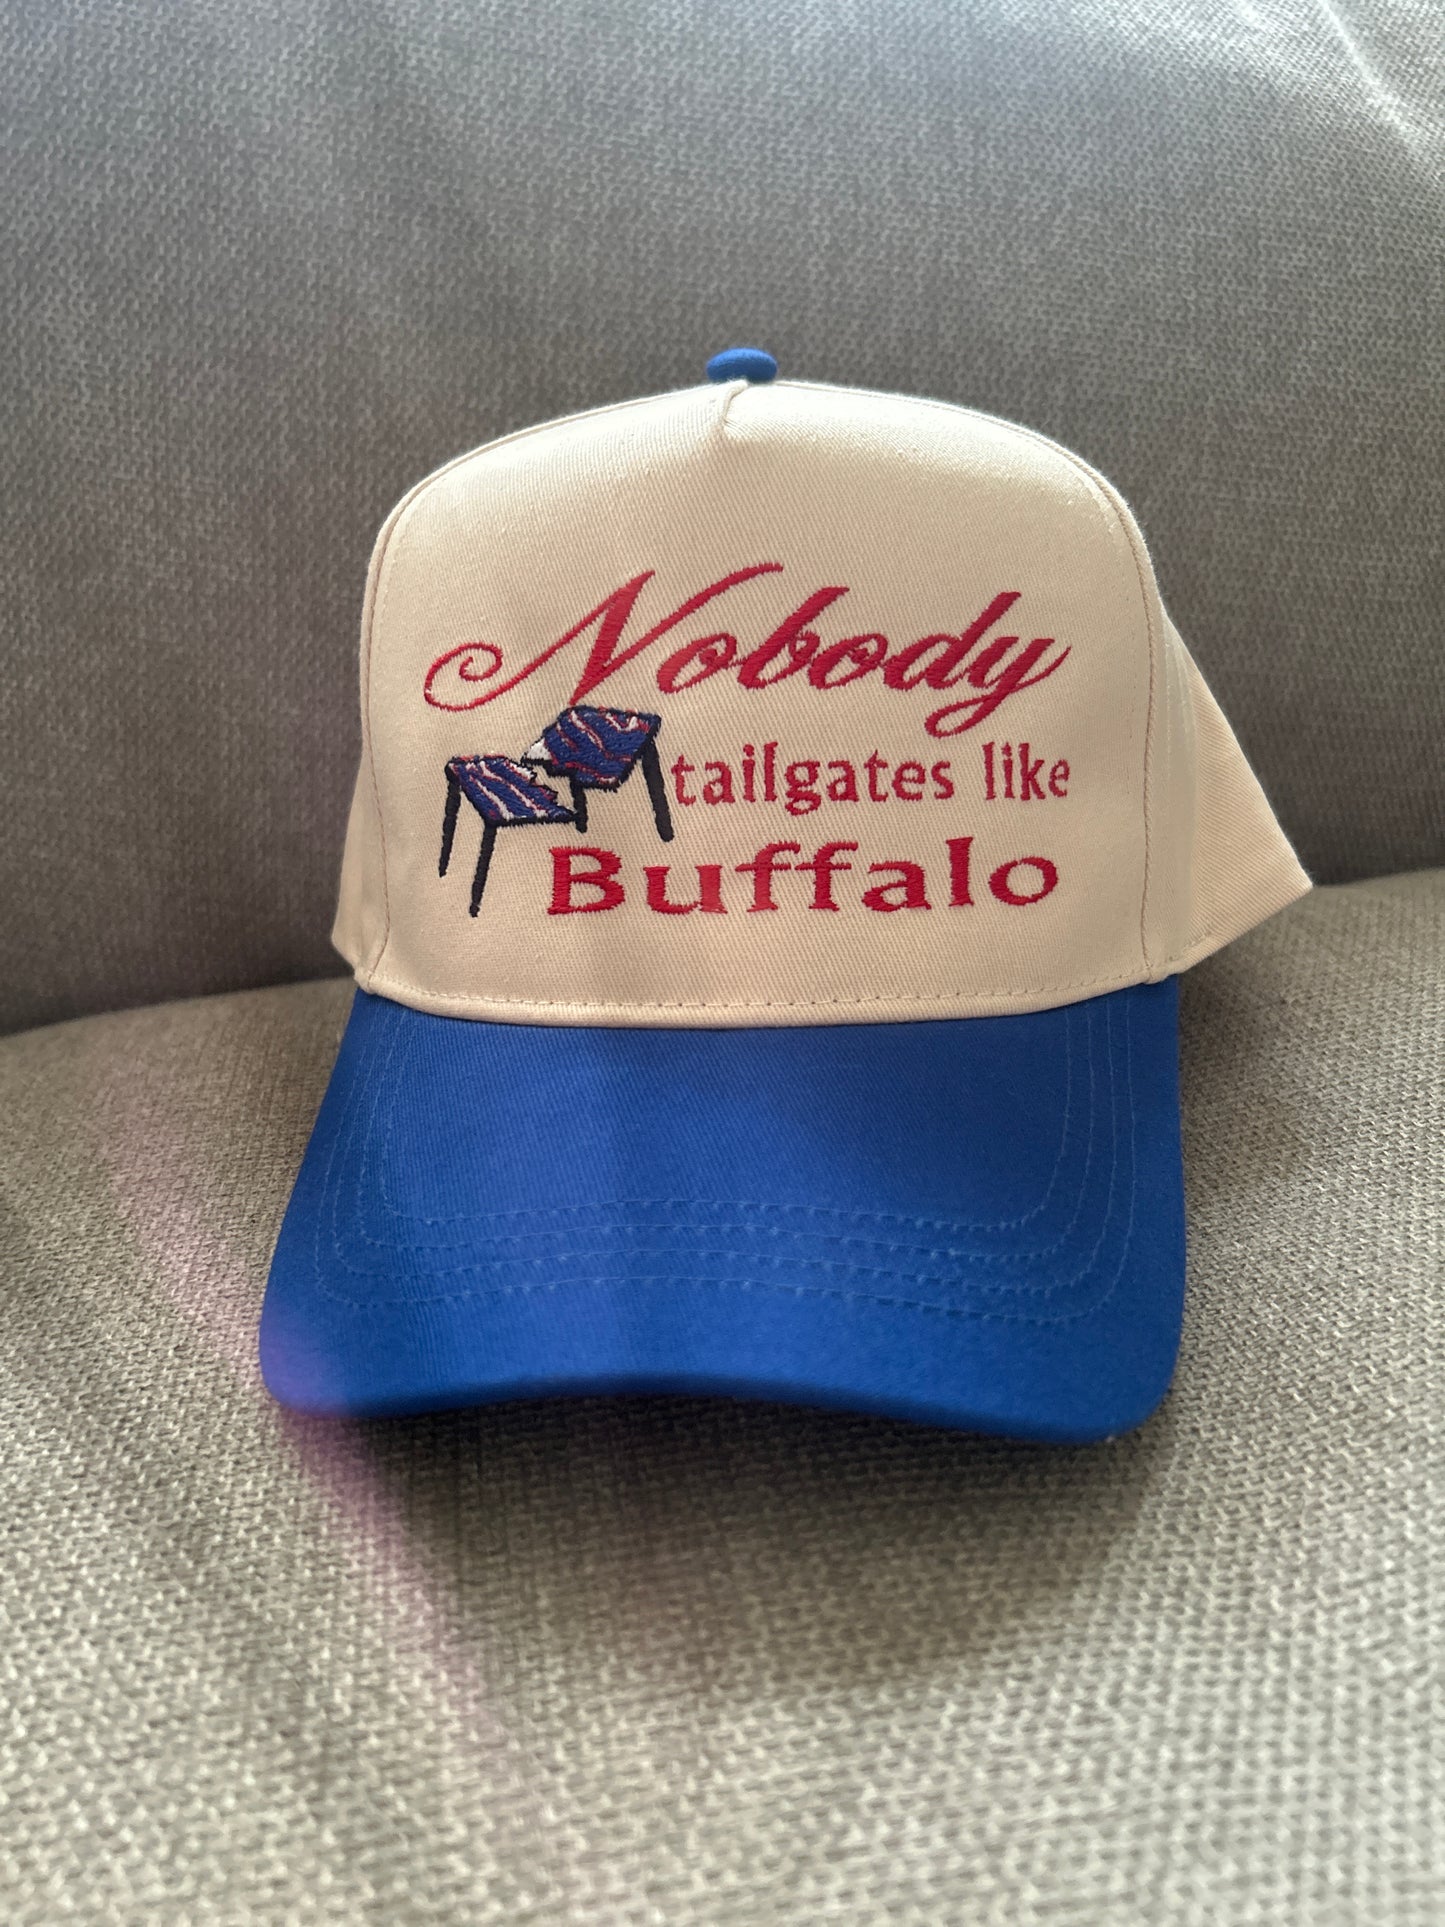 Nobody
tailgates like
Buffalo